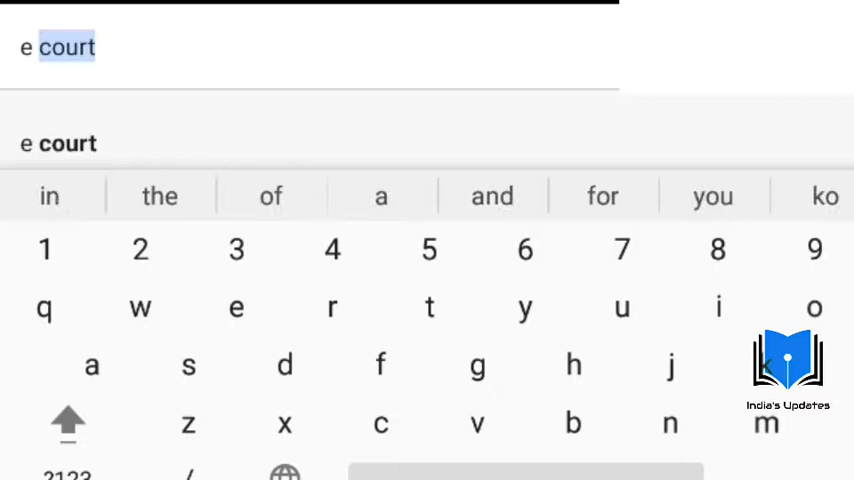 e court
e court
in the of a and for you ko
1 2 3 4 5 6 7 8 9
q w e r t y u i o
a s d f g h j k
India's Updates
z x c v b n m
?123 /